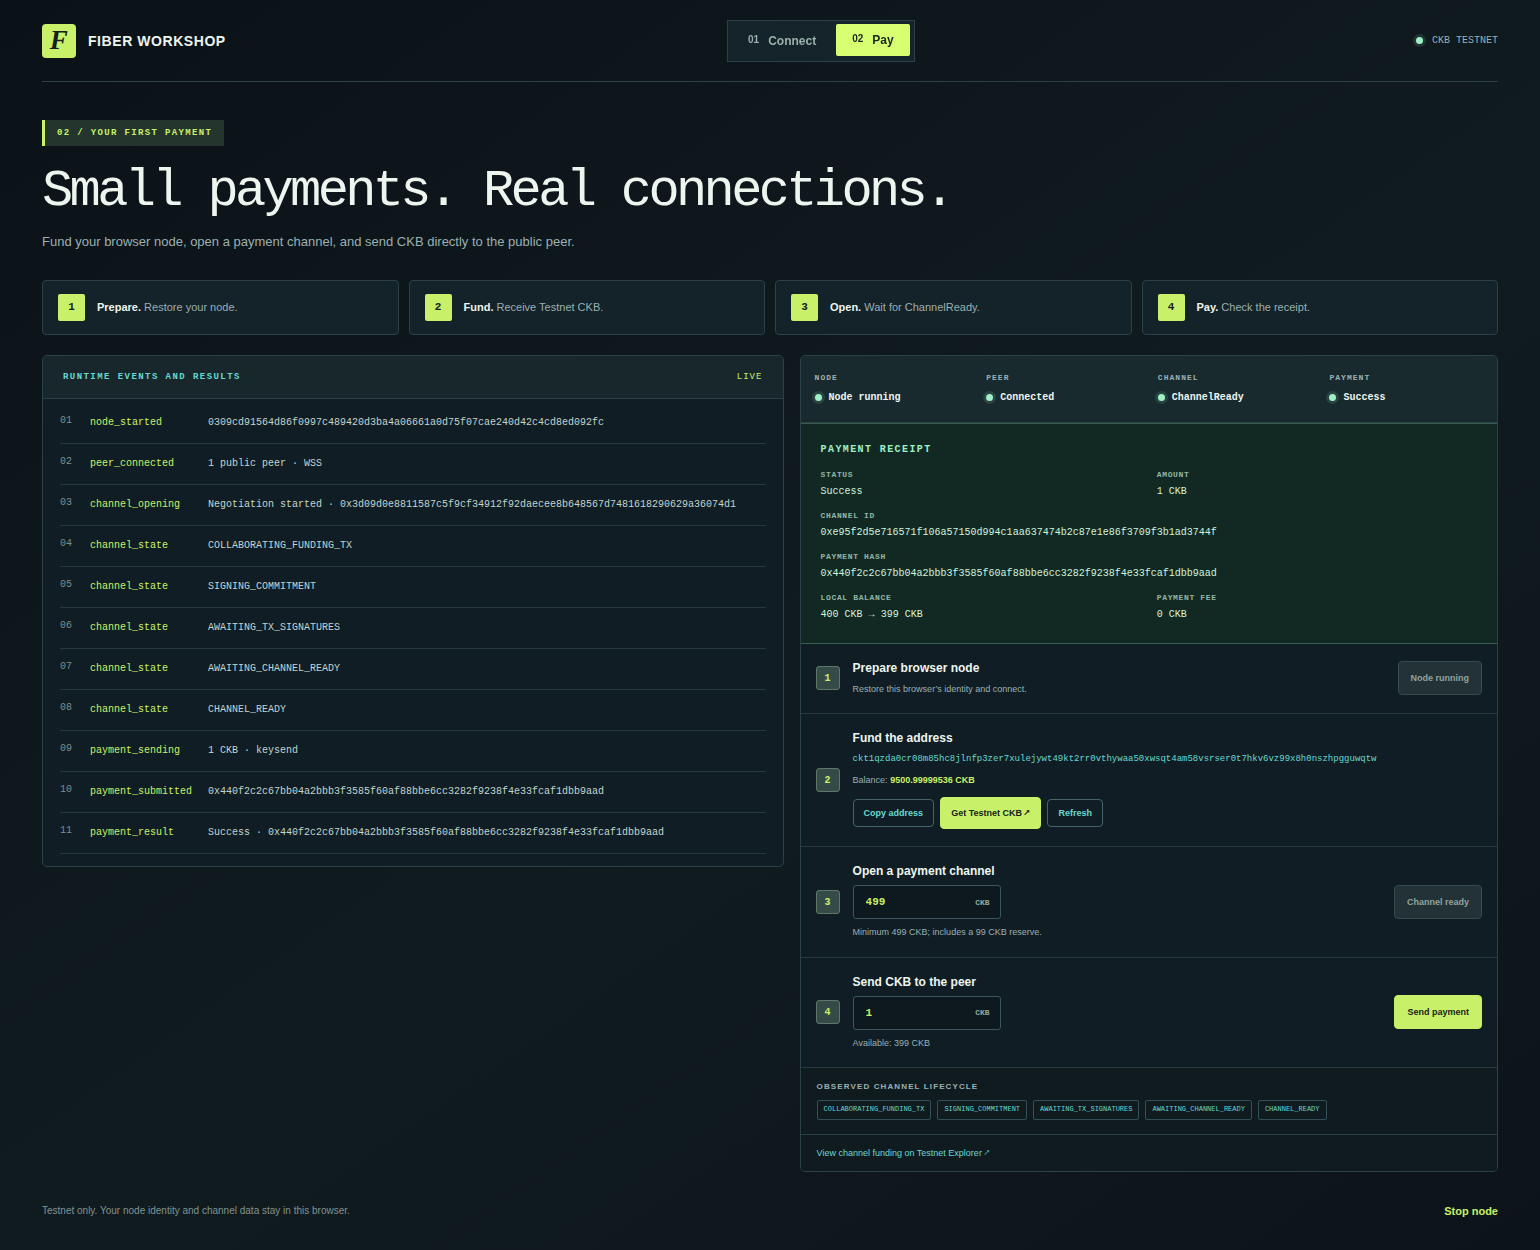 F FIBER WORKSHOP
01 Connect 02 Pay
CKB TESTNET
02 / YOUR FIRST PAYMENT
Small payments. Real connections.
Fund your browser node, open a payment channel, and send CKB directly to the public peer.
1 Prepare. Restore your node.
2 Fund. Receive Testnet CKB.
3 Open. Wait for ChannelReady.
4 Pay. Check the receipt.
RUNTIME EVENTS AND RESULTS LIVE
01 node_started 0309cd91564d86f0997c489420d3ba4a06661a0d75f07cae240d42c4cd8ed092fc
02 peer_connected 1 public peer · WSS
03 channel_opening Negotiation started · 0x3d09d0e8811587c5f9cf34912f92daecee8b648567d7481618290629a36074d1
04 channel_state COLLABORATING_FUNDING_TX
05 channel_state SIGNING_COMMITMENT
06 channel_state AWAITING_TX_SIGNATURES
07 channel_state AWAITING_CHANNEL_READY
08 channel_state CHANNEL_READY
09 payment_sending 1 CKB · keysend
10 payment_submitted 0x440f2c2c67bb04a2bbb3f3585f60af88bbe6cc3282f9238f4e33fcaf1dbb9aad
11 payment_result Success · 0x440f2c2c67bb04a2bbb3f3585f60af88bbe6cc3282f9238f4e33fcaf1dbb9aad
NODE PEER CHANNEL PAYMENT
Node running Connected ChannelReady Success
PAYMENT RECEIPT
STATUS AMOUNT
Success 1 CKB
CHANNEL ID
0xe95f2d5e716571f106a57150d994c1aa637474b2c87e1e86f3709f3b1ad3744f
PAYMENT HASH
0x440f2c2c67bb04a2bbb3f3585f60af88bbe6cc3282f9238f4e33fcaf1dbb9aad
LOCAL BALANCE PAYMENT FEE
400 CKB → 399 CKB 0 CKB
1 Prepare browser node
Restore this browser's identity and connect.
Node running
2 Fund the address
ckt1qzda0cr08m85hc8jlnfp3zer7xulejywt49kt2rr0vthywaa50xwsqt4am58vsrser0t7hkv6vz99x8h0nszhpgguwqtw
Balance: 9500.99999536 CKB
Copy address Get Testnet CKB↗ Refresh
3 Open a payment channel
499 CKB
Channel ready
Minimum 499 CKB; includes a 99 CKB reserve.
4 Send CKB to the peer
1 CKB
Send payment
Available: 399 CKB
OBSERVED CHANNEL LIFECYCLE
COLLABORATING_FUNDING_TX SIGNING_COMMITMENT AWAITING_TX_SIGNATURES AWAITING_CHANNEL_READY CHANNEL_READY
View channel funding on Testnet Explorer↗
Testnet only. Your node identity and channel data stay in this browser.
Stop node